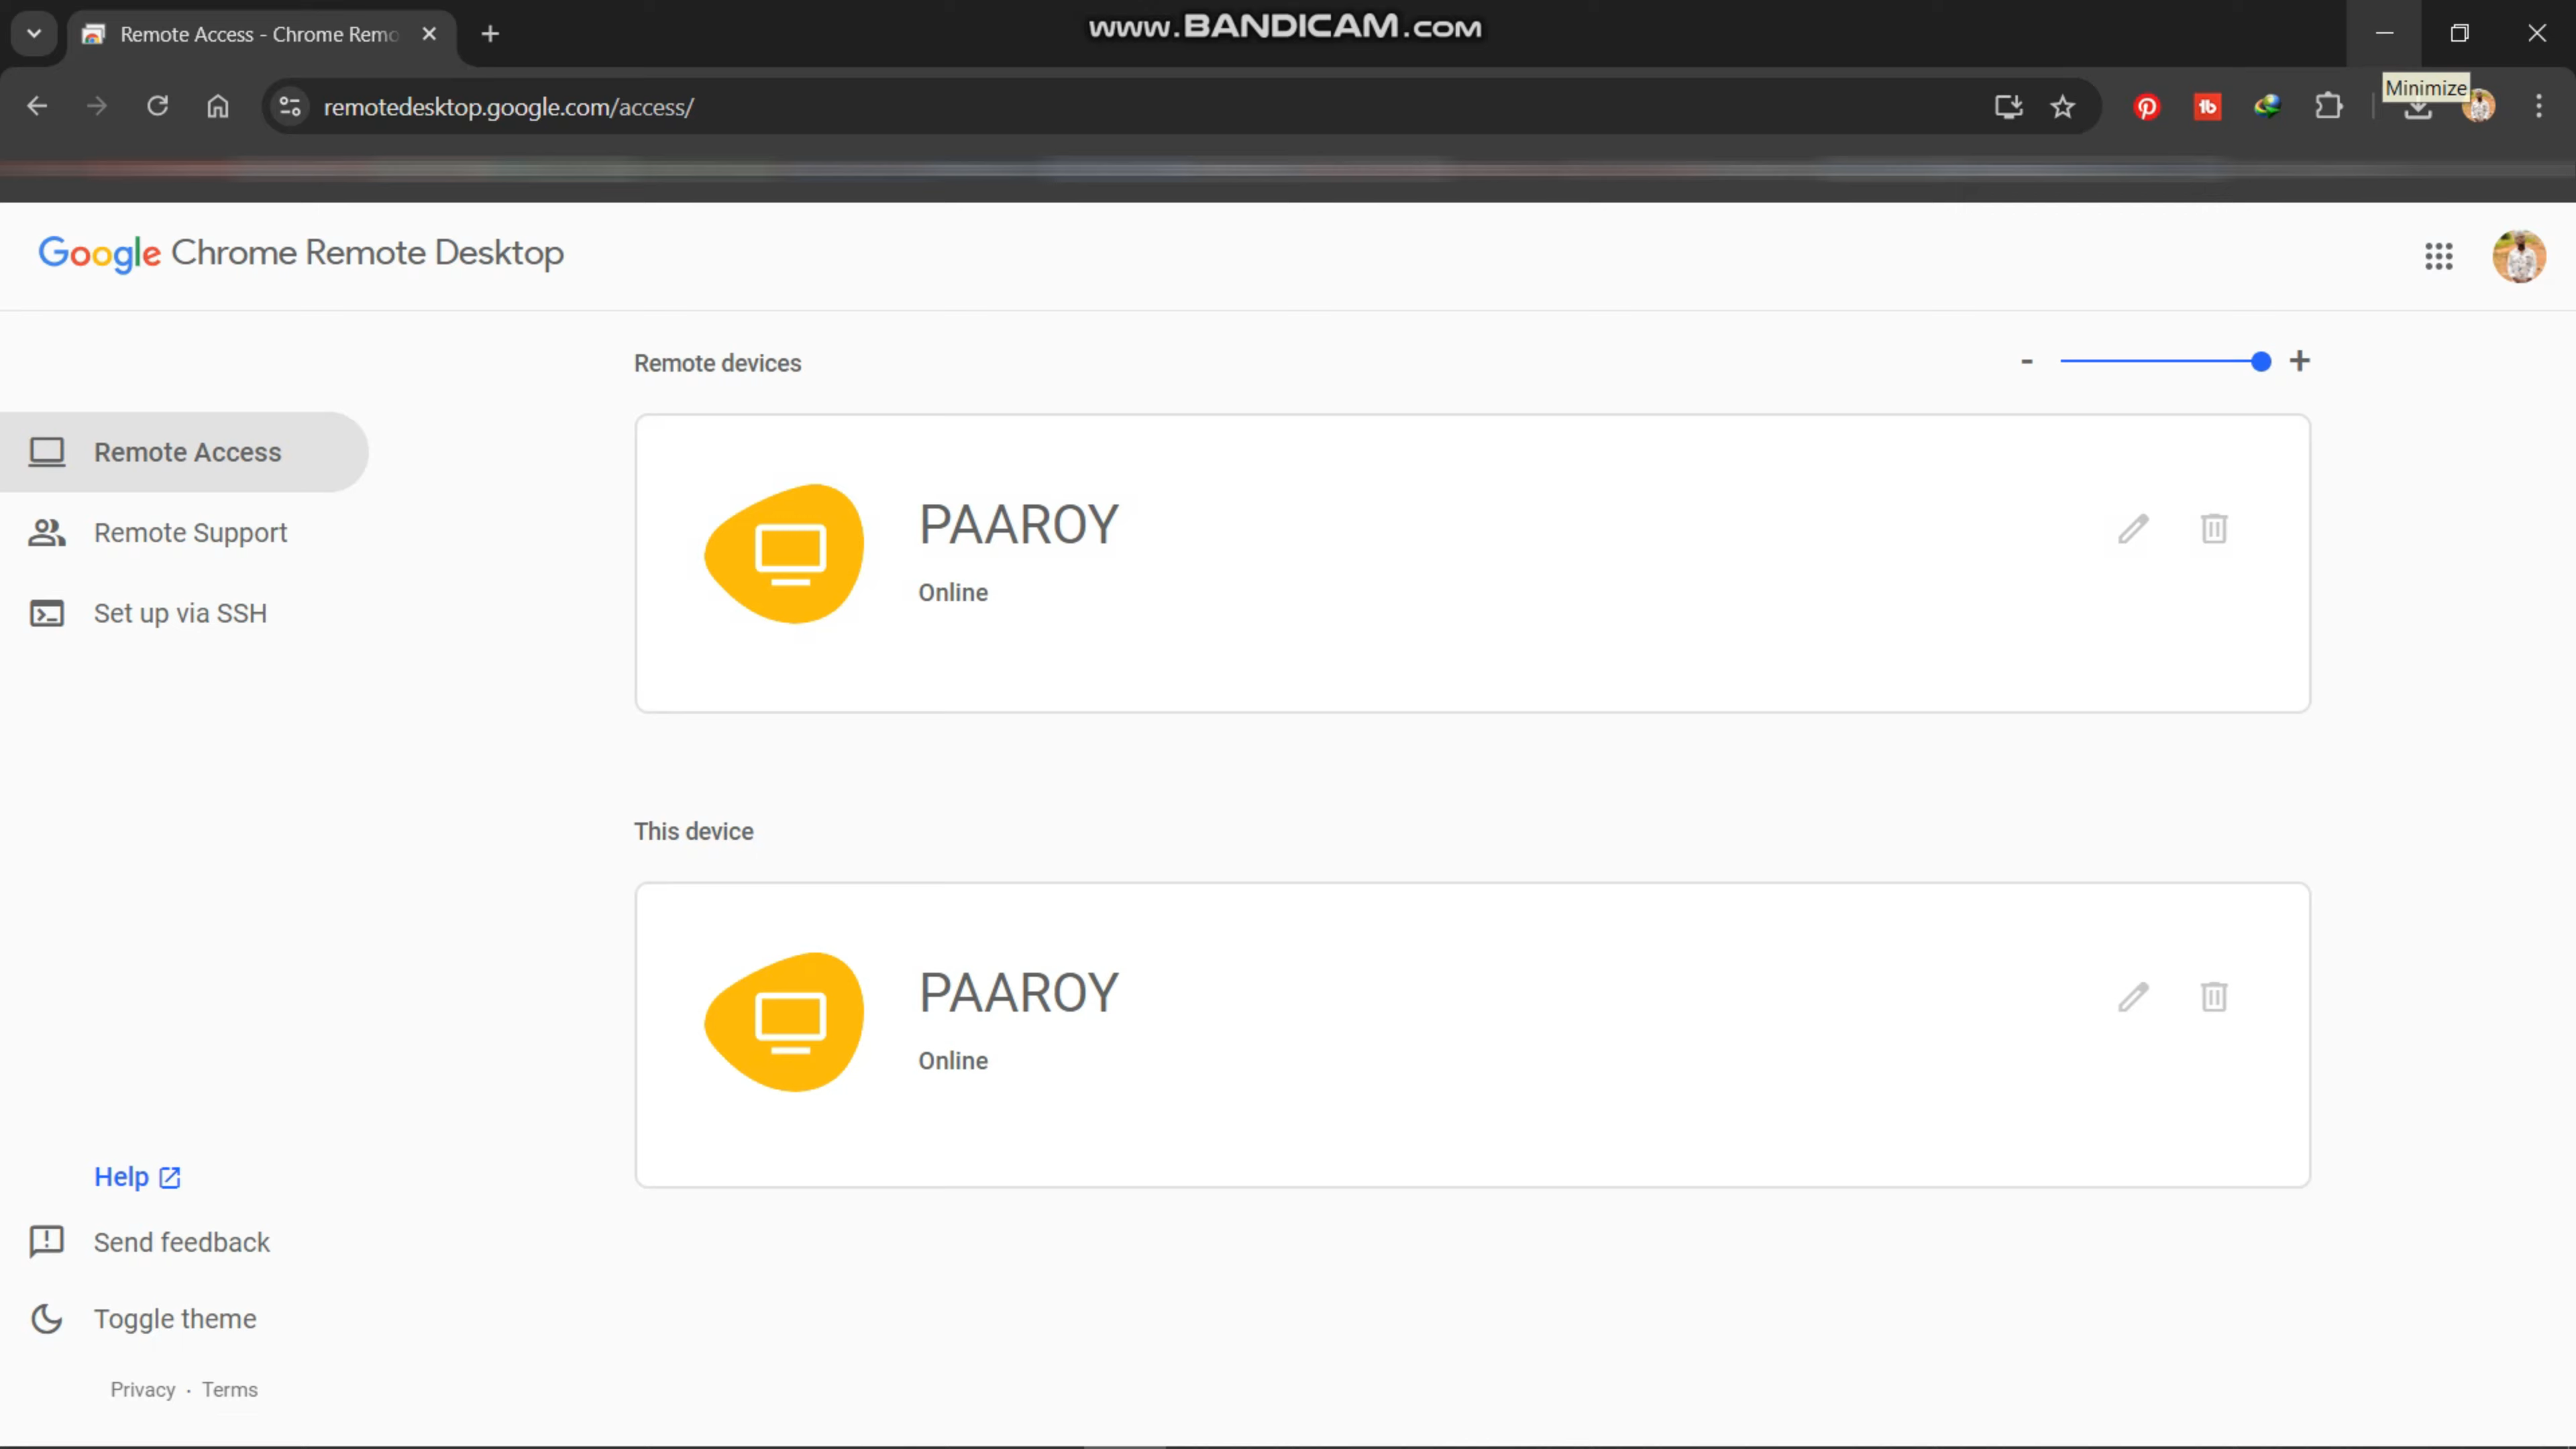 Remote Access - Chrome Remo
www.BANDICAM.com
Minimize
remotedesktop.google.com/access/
Google Chrome Remote Desktop
Remote devices
- +
Remote Access
Remote Support
Set up via SSH
PAAROY
Online
This device
PAAROY
Online
Help
Send feedback
Toggle theme
Privacy · Terms